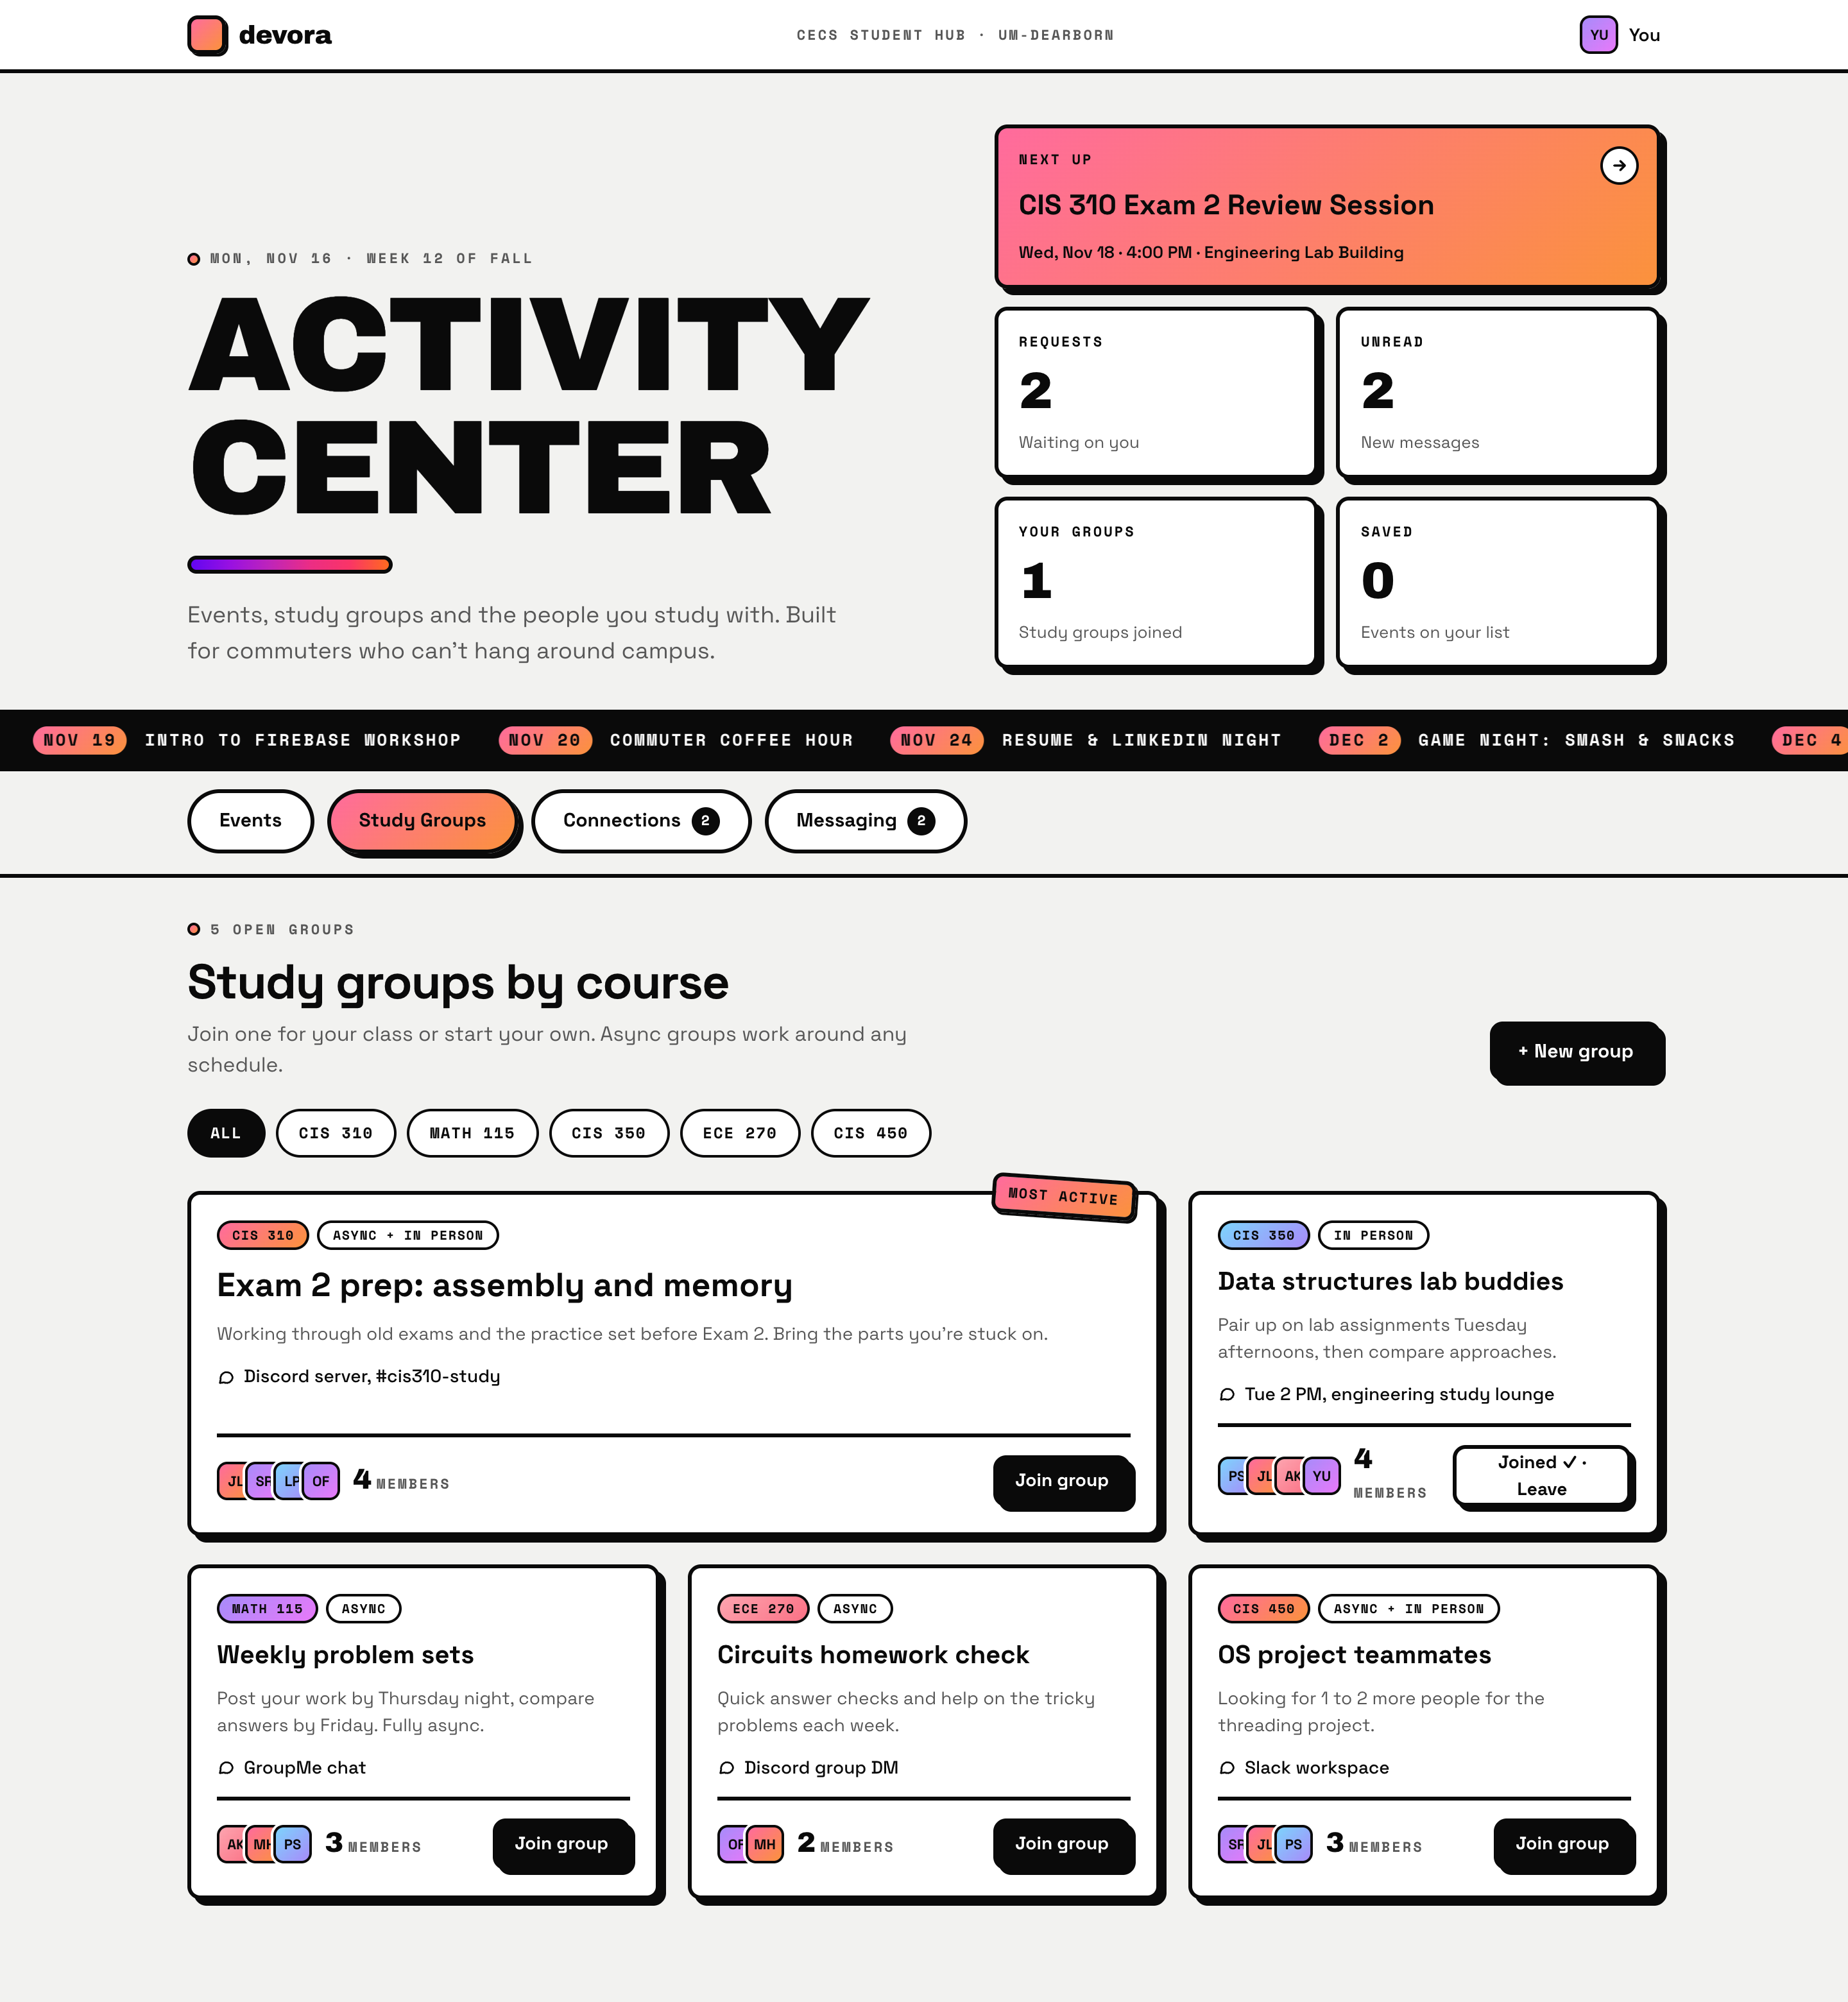 devora
CECS STUDENT HUB · UM-DEARBORN
YU You
MON, NOV 16 · WEEK 12 OF FALL
ACTIVITY
CENTER
Events, study groups and the people you study with. Built
for commuters who can't hang around campus.
NEXT UP
CIS 310 Exam 2 Review Session
Wed, Nov 18 · 4:00 PM · Engineering Lab Building
REQUESTS
2
Waiting on you
UNREAD
2
New messages
YOUR GROUPS
1
Study groups joined
SAVED
0
Events on your list
NOV 19 INTRO TO FIREBASE WORKSHOP NOV 20 COMMUTER COFFEE HOUR NOV 24 RESUME & LINKEDIN NIGHT DEC 2 GAME NIGHT: SMASH & SNACKS DEC 4
Events
Study Groups
Connections 2
Messaging 2
5 OPEN GROUPS
Study groups by course
Join one for your class or start your own. Async groups work around any
schedule.
+ New group
ALL
CIS 310
MATH 115
CIS 350
ECE 270
CIS 450
MOST ACTIVE
CIS 310 ASYNC + IN PERSON
Exam 2 prep: assembly and memory
Working through old exams and the practice set before Exam 2. Bring the parts you're stuck on.
Discord server, #cis310-study
JL SR LP OF 4 MEMBERS
Join group
CIS 350 IN PERSON
Data structures lab buddies
Pair up on lab assignments Tuesday
afternoons, then compare approaches.
Tue 2 PM, engineering study lounge
PS JL AK YU 4
MEMBERS
Joined ✓ ·
Leave
MATH 115 ASYNC
Weekly problem sets
Post your work by Thursday night, compare
answers by Friday. Fully async.
GroupMe chat
AK MH PS 3 MEMBERS
Join group
ECE 270 ASYNC
Circuits homework check
Quick answer checks and help on the tricky
problems each week.
Discord group DM
OF MH 2 MEMBERS
Join group
CIS 450 ASYNC + IN PERSON
OS project teammates
Looking for 1 to 2 more people for the
threading project.
Slack workspace
SR JL PS 3 MEMBERS
Join group